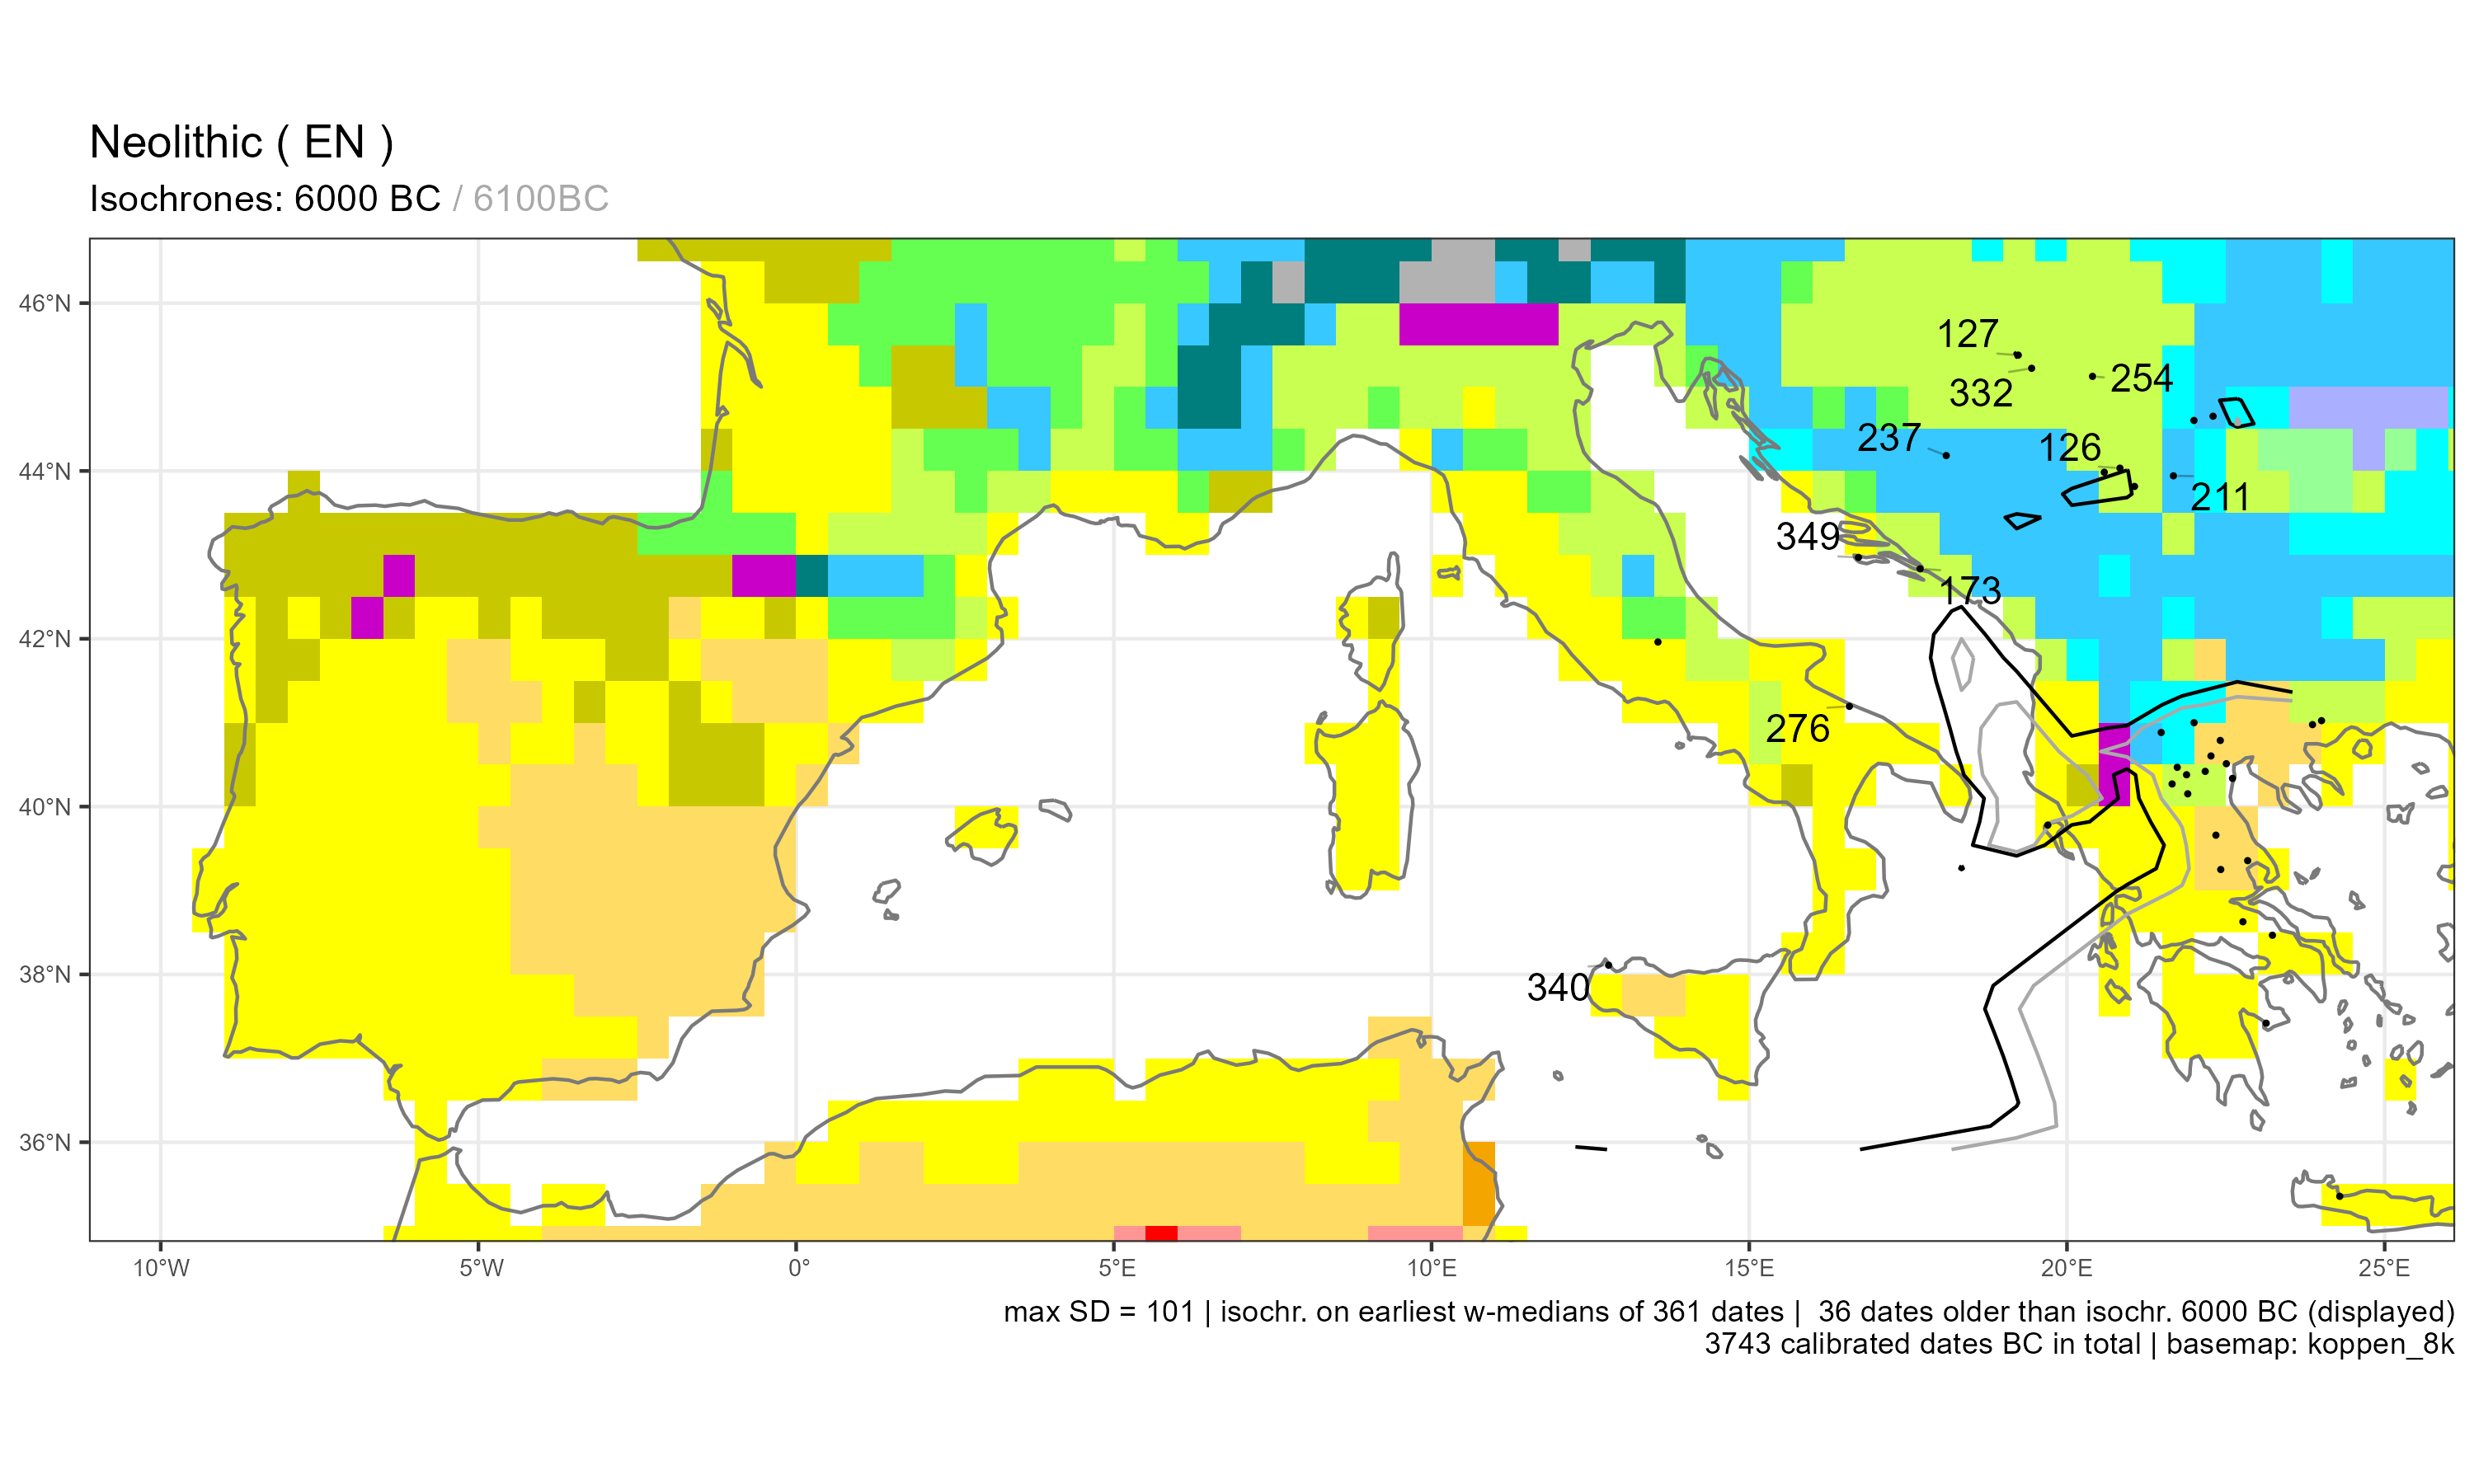 Neolithic ( EN )
Isochrones: 6000 BC / 6100BC
46°N
44°N
42°N
40°N
38°N
36°N
127
332
254
237
126
211
349
173
276
340
10°W
5°W
0°
5°E
10°E
15°E
20°E
25°E
max SD = 101 | isochr. on earliest w-medians of 361 dates |  36 dates older than isochr. 6000 BC (displayed)
3743 calibrated dates BC in total | basemap: koppen_8k